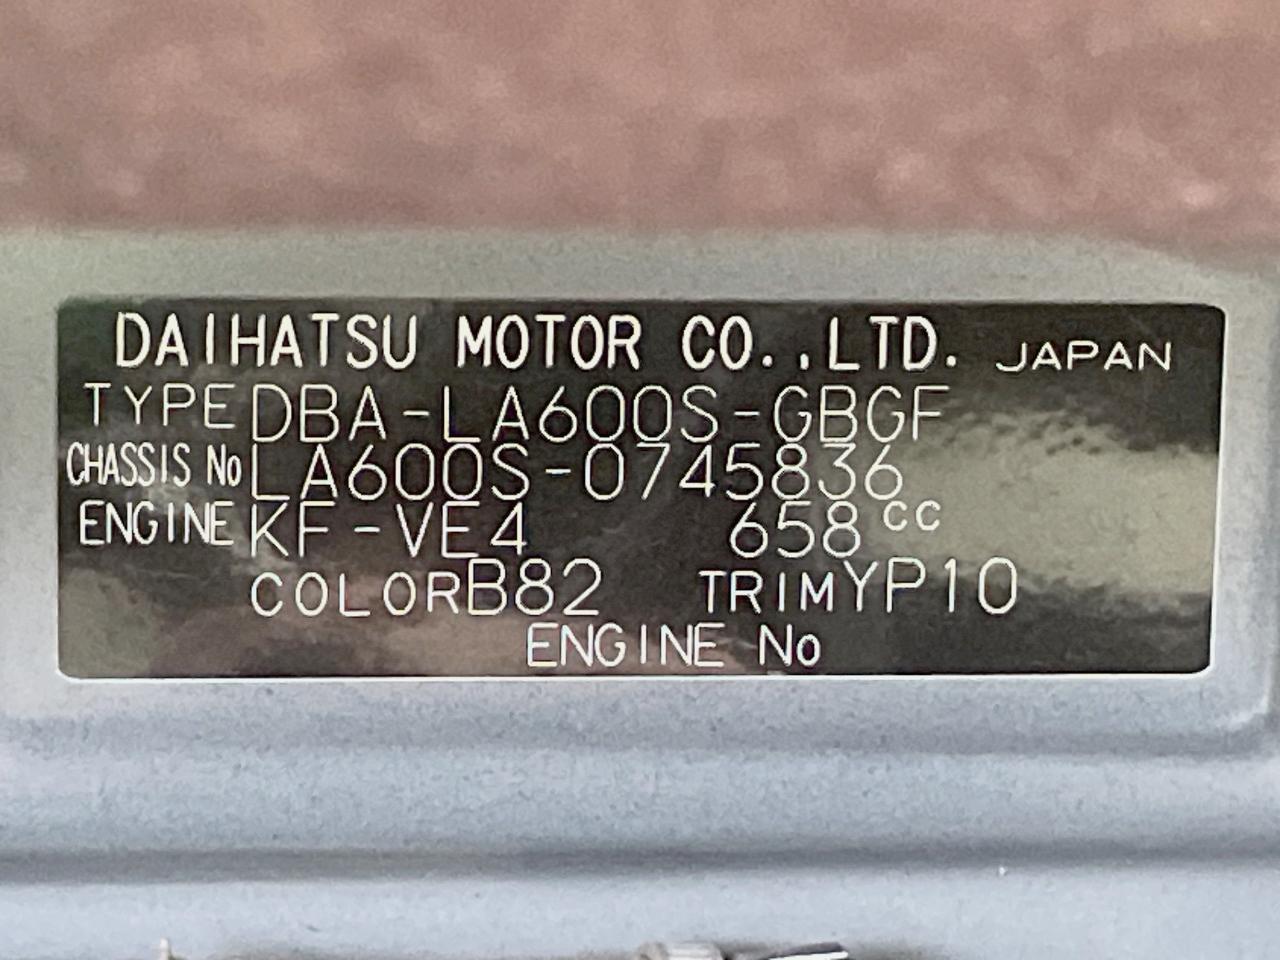 DAIHATSU MOTOR CO.,LTD. JAPAN
TYPE DBA-LA600S-GBGF
CHASSIS No LA600S-0745836
ENGINE KF-VE4 658cc
COLOR B82 TRIM YP10
ENGINE No